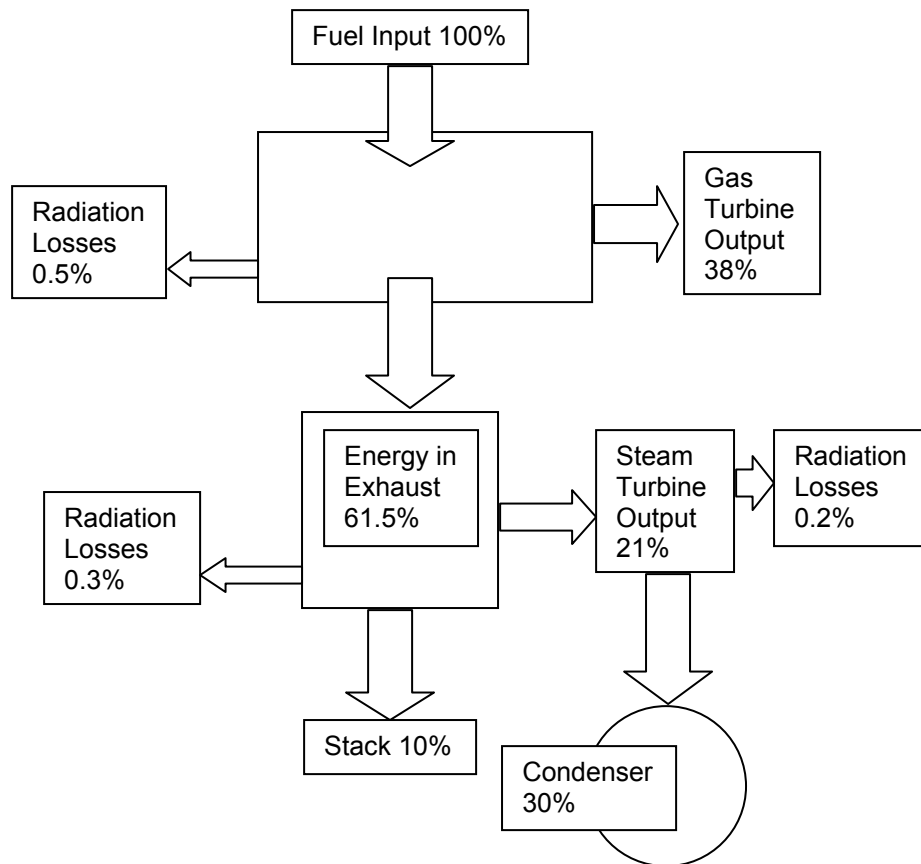 Fuel Input 100%
Radiation
Losses
0.5%
Gas
Turbine
Output
38%
Energy in
Exhaust
61.5%
Steam
Turbine
Output
21%
Radiation
Losses
0.2%
Radiation
Losses
0.3%
Stack 10%
Condenser
30%